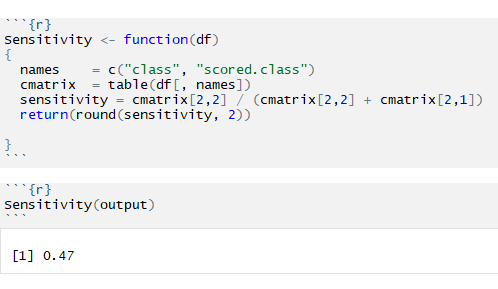 ```{r}
Sensitivity <- function(df)
{
  names    = c("class", "scored.class")
  cmatrix  = table(df[, names])
  sensitivity = cmatrix[2,2] / (cmatrix[2,2] + cmatrix[2,1])
  return(round(sensitivity, 2))
}
```
```{r}
Sensitivity(output)
```
[1] 0.47